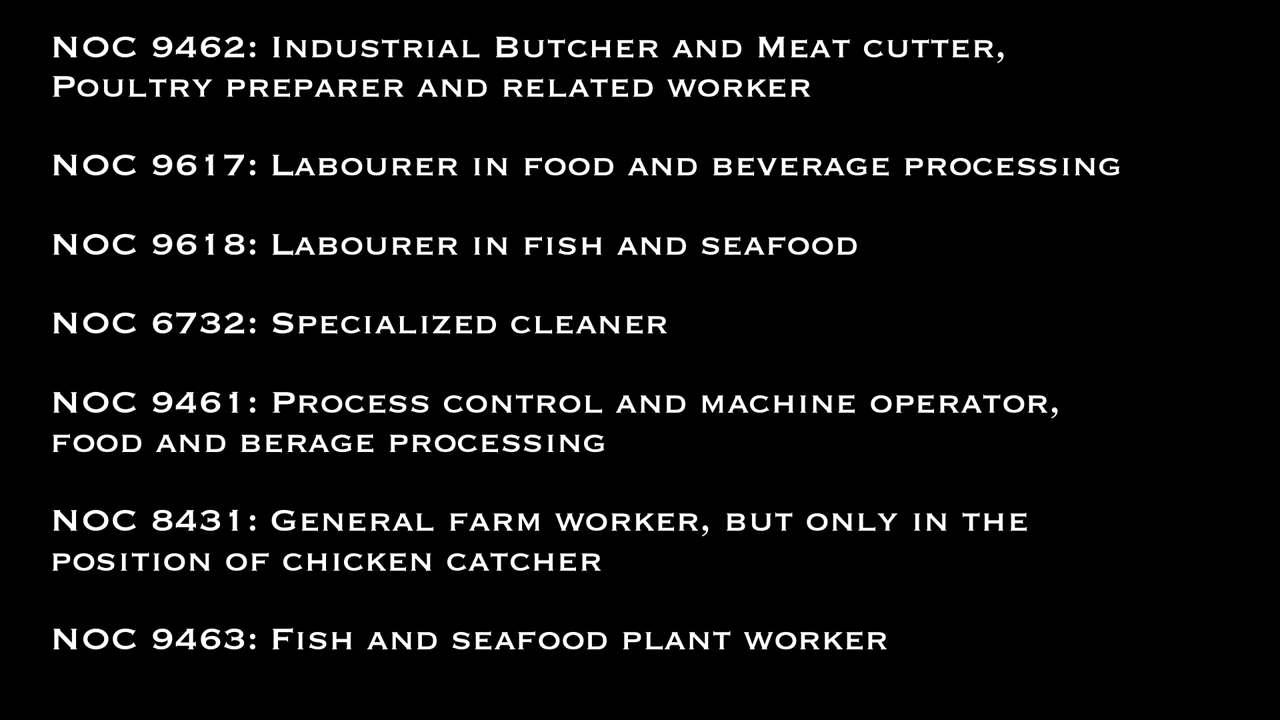 NOC 9462: Industrial Butcher and Meat cutter,
Poultry preparer and related worker
NOC 9617: Labourer in food and beverage processing
NOC 9618: Labourer in fish and seafood
NOC 6732: Specialized cleaner
NOC 9461: Process control and machine operator,
food and berage processing
NOC 8431: General farm worker, but only in the
position of chicken catcher
NOC 9463: Fish and seafood plant worker